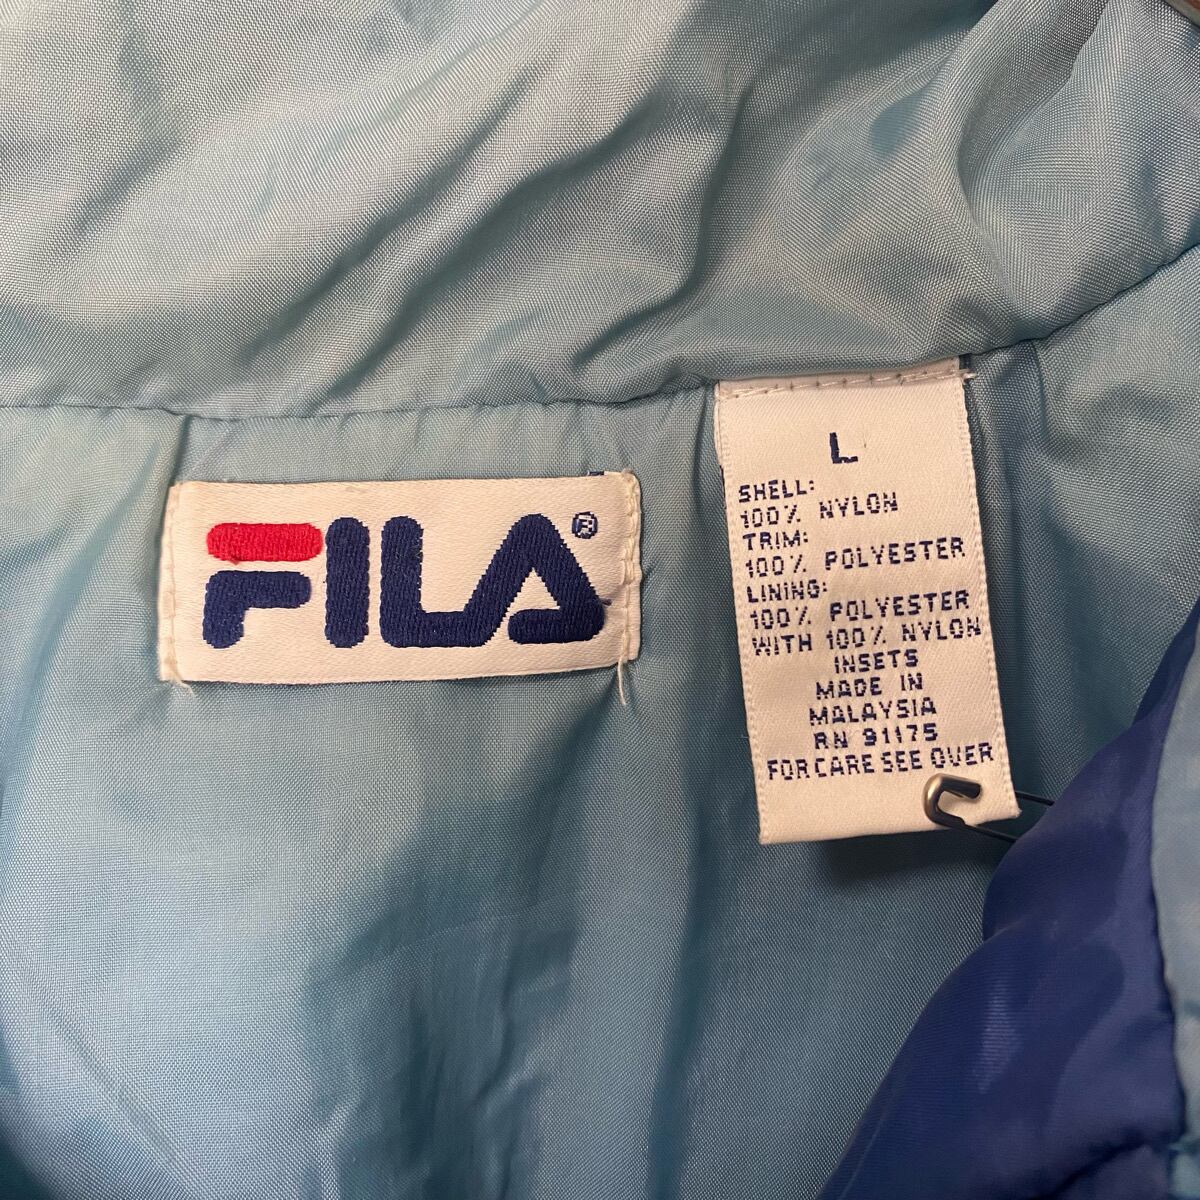 FILA®
L
SHELL:
100% NYLON
TRIM:
100% POLYESTER
LINING:
100% POLYESTER
WITH 100% NYLON
INSETS
MADE IN
MALAYSIA
RN 91175
FOR CARE SEE OVER